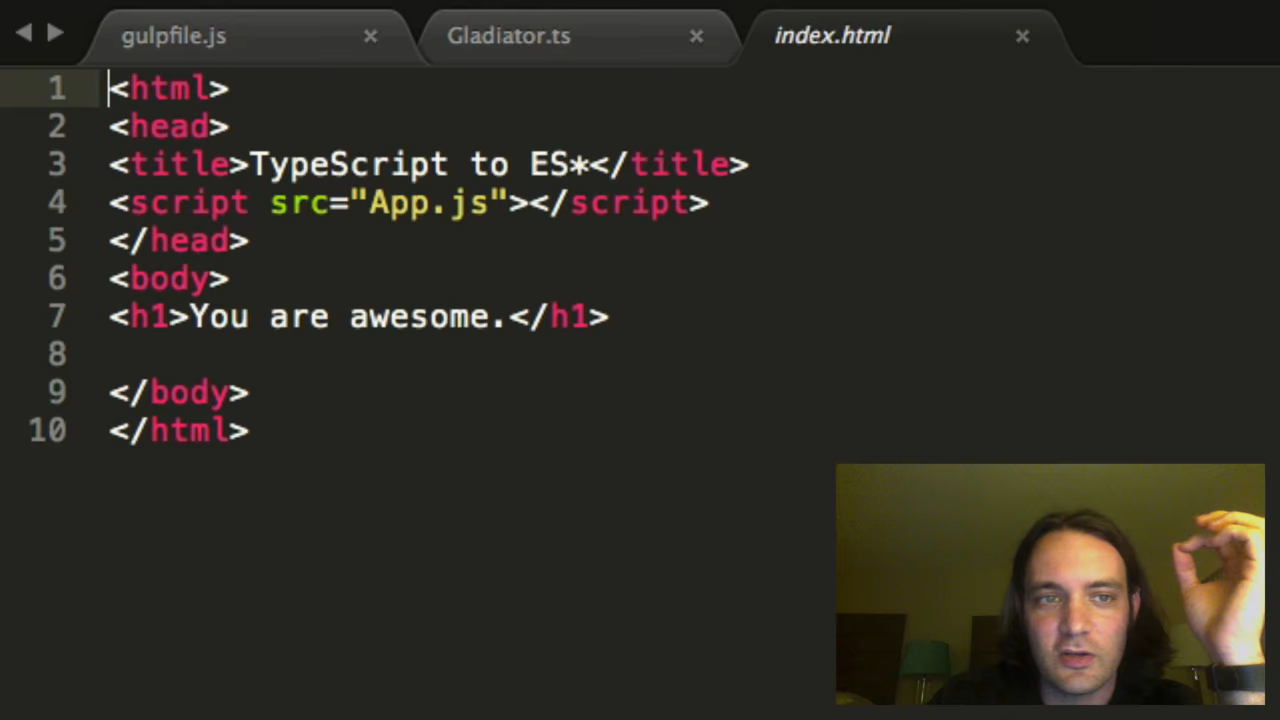 gulpfile.js × Gladiator.ts × index.html ×
1 <html>
2 <head>
3 <title>TypeScript to ES*</title>
4 <script src="App.js"></script>
5 </head>
6 <body>
7 <h1>You are awesome.</h1>
8
9 </body>
10 </html>